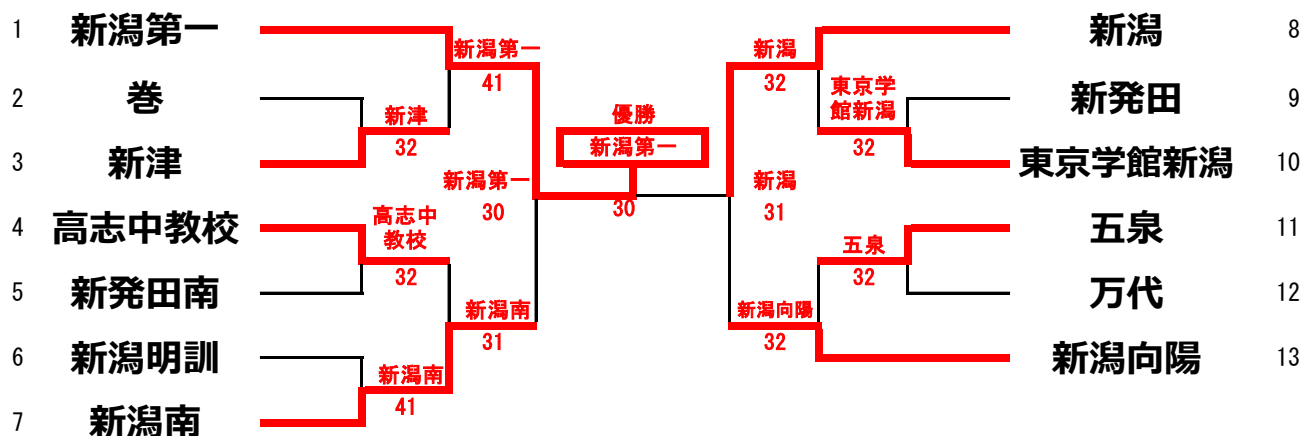 1 新潟第一
2 巻
3 新津
4 高志中教校
5 新発田南
6 新潟明訓
7 新潟南
新潟第一
41
新津
32
新潟第一
30
高志中
教校
32
新潟南
31
新潟南
41
優勝
新潟第一
30
新潟
32
東京学
館新潟
32
新潟
31
五泉
32
新潟向陽
32
新潟 8
新発田 9
東京学館新潟 10
五泉 11
万代 12
新潟向陽 13